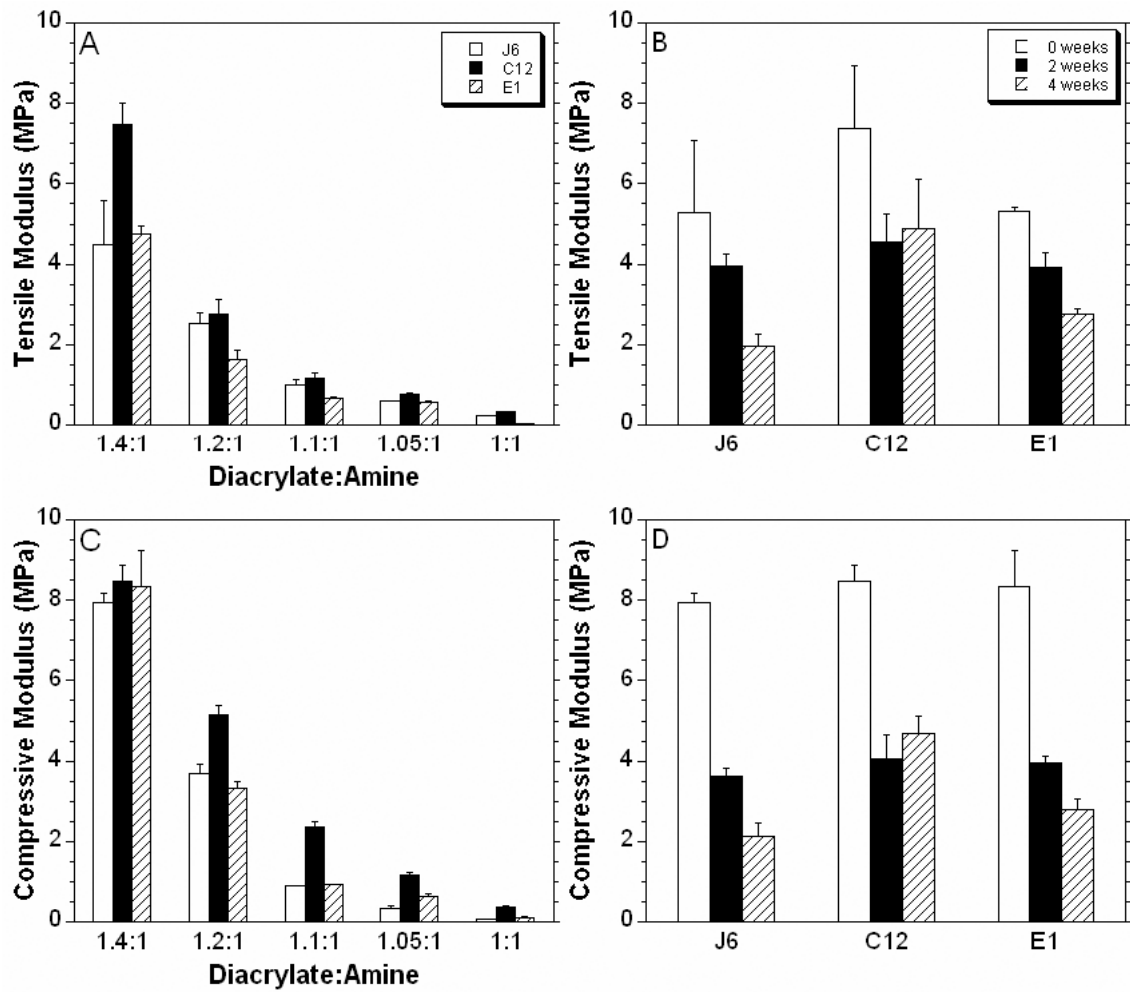 A
J6
C12
E1
Tensile Modulus (MPa)
10
8
6
4
2
0
1.4:1 1.2:1 1.1:1 1.05:1 1:1
Diacrylate:Amine
B
0 weeks
2 weeks
4 weeks
Tensile Modulus (MPa)
10
8
6
4
2
0
J6 C12 E1
C
Compressive Modulus (MPa)
10
8
6
4
2
0
1.4:1 1.2:1 1.1:1 1.05:1 1:1
Diacrylate:Amine
D
Compressive Modulus (MPa)
10
8
6
4
2
0
J6 C12 E1